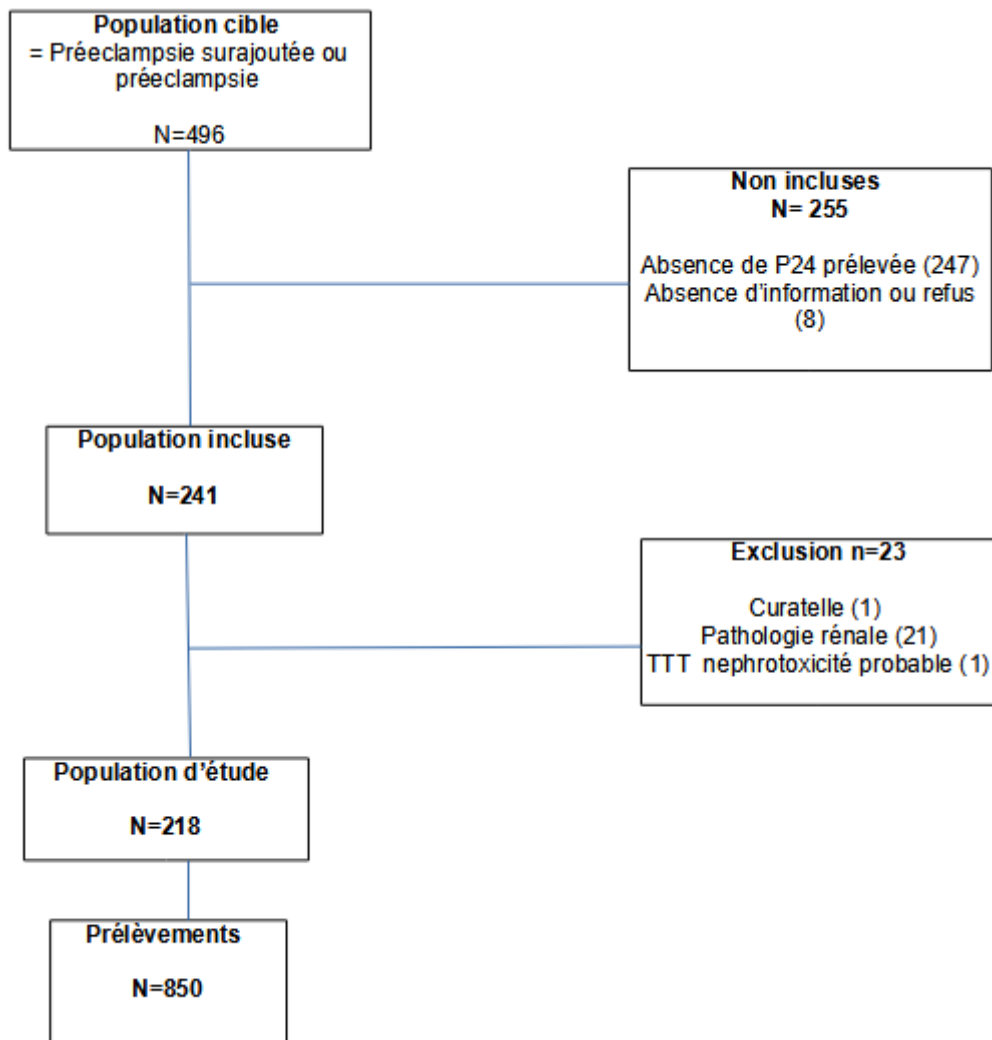 Population cible
= Préeclampsie surajoutée ou
préeclampsie
N=496
Non incluses
N= 255
Absence de P24 prélevée (247)
Absence d'information ou refus
(8)
Population incluse
N=241
Exclusion n=23
Curatelle (1)
Pathologie rénale (21)
TTT nephrotoxicité probable (1)
Population d'étude
N=218
Prélèvements
N=850